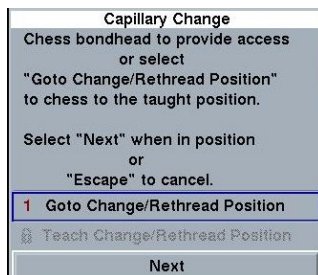 Capillary Change
Chess bondhead to provide access
or select
"Goto Change/Rethread Position"
to chess to the taught position.
Select "Next" when in position
or
"Escape" to cancel.
1 Goto Change/Rethread Position
Teach Change/Rethread Position
Next